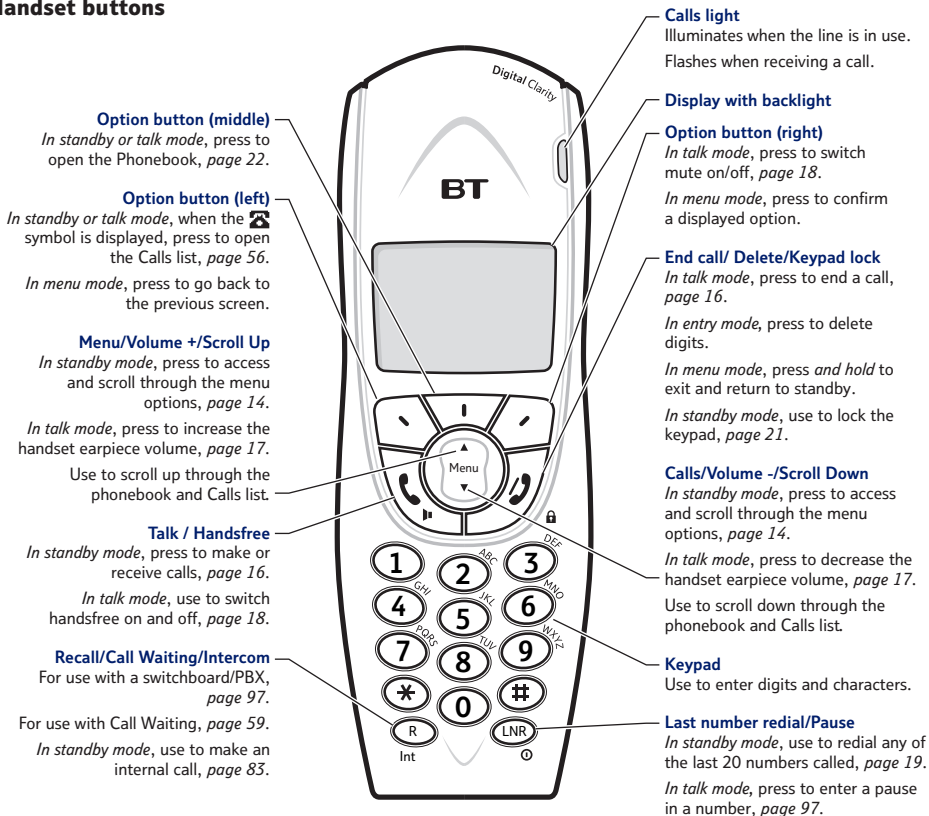 Handset buttons
Option button (middle)
In standby or talk mode, press to
open the Phonebook, page 22.
Option button (left)
In standby or talk mode, when the
symbol is displayed, press to open
the Calls list, page 56.
In menu mode, press to go back to
the previous screen.
Menu/Volume +/Scroll Up
In standby mode, press to access
and scroll through the menu
options, page 14.
In talk mode, press to increase the
handset earpiece volume, page 17.
Use to scroll up through the
phonebook and Calls list.
Talk / Handsfree
In standby mode, press to make or
receive calls, page 16.
In talk mode, use to switch
handsfree on and off, page 18.
Recall/Call Waiting/Intercom
For use with a switchboard/PBX,
page 97.
For use with Call Waiting, page 59.
In standby mode, use to make an
internal call, page 83.
Digital Clarity
BT
Menu
1
2 ABC
3 DEF
4 GHI
5 JKL
6 MNO
7 PQRS
8 TUV
9 WXYZ
*
0
#
R
LNR
Int
Calls light
Illuminates when the line is in use.
Flashes when receiving a call.
Display with backlight
Option button (right)
In talk mode, press to switch
mute on/off, page 18.
In menu mode, press to confirm
a displayed option.
End call/ Delete/Keypad lock
In talk mode, press to end a call,
page 16.
In entry mode, press to delete
digits.
In menu mode, press and hold to
exit and return to standby.
In standby mode, use to lock the
keypad, page 21.
Calls/Volume -/Scroll Down
In standby mode, press to access
and scroll through the menu
options, page 14.
In talk mode, press to decrease the
handset earpiece volume, page 17.
Use to scroll down through the
phonebook and Calls list.
Keypad
Use to enter digits and characters.
Last number redial/Pause
In standby mode, use to redial any of
the last 20 numbers called, page 19.
In talk mode, press to enter a pause
in a number, page 97.